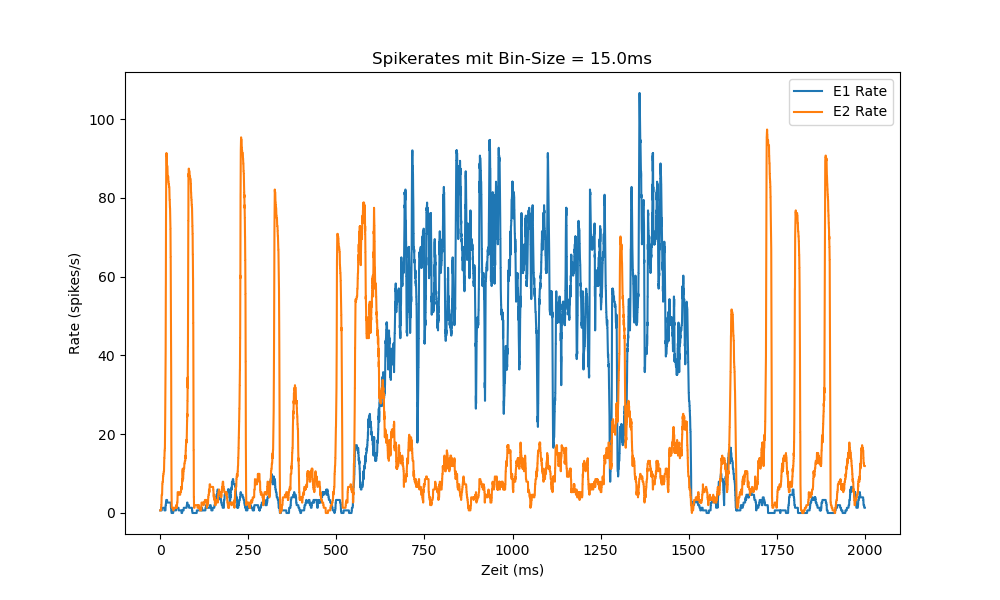 Spikerates mit Bin-Size = 15.0ms
E1 Rate
E2 Rate
Rate (spikes/s)
100
80
60
40
20
0
0 250 500 750 1000 1250 1500 1750 2000
Zeit (ms)